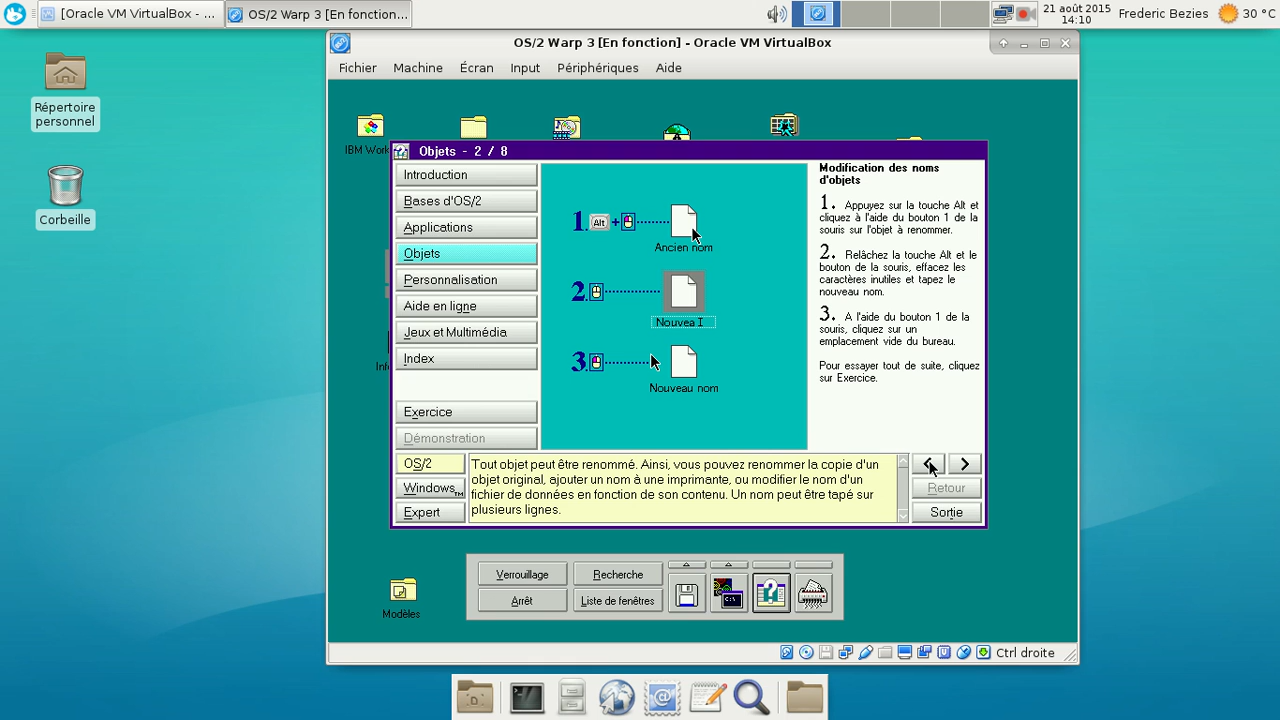 [Oracle VM VirtualBox - ...
OS/2 Warp 3 [En fonction...
21 août 2015
14:10
Frederic Bezies
30 °C
Répertoire
personnel
Corbeille
OS/2 Warp 3 [En fonction] - Oracle VM VirtualBox
Fichier
Machine
Écran
Input
Périphériques
Aide
IBM Work
Objets - 2 / 8
Introduction
Bases d'OS/2
Applications
Objets
Personnalisation
Aide en ligne
Jeux et Multimédia
Index
Exercice
Démonstration
1. Alt +
Ancien nom
2.
Nouvea
3.
Nouveau nom
Modification des noms
d'objets
1. Appuyez sur la touche Alt et
cliquez à l'aide du bouton 1 de la
souris sur l'objet à renommer.
2. Relâchez la touche Alt et le
bouton de la souris, effacez les
caractères inutiles et tapez le
nouveau nom.
3. A l'aide du bouton 1 de la
souris, cliquez sur un
emplacement vide du bureau.
Pour essayer tout de suite, cliquez
sur Exercice.
OS/2
Windows™
Expert
Tout objet peut être renommé. Ainsi, vous pouvez renommer la copie d'un
objet original, ajouter un nom à une imprimante, ou modifier le nom d'un
fichier de données en fonction de son contenu. Un nom peut être tapé sur
plusieurs lignes.
Retour
Sortie
Modèles
Verrouillage
Recherche
Arrêt
Liste de fenêtres
Ctrl droite